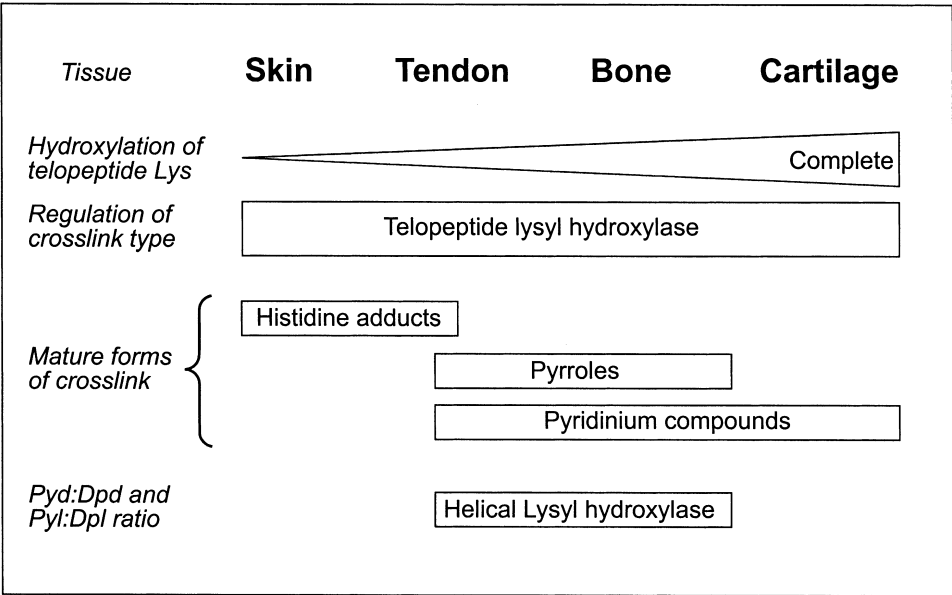 Tissue Skin Tendon Bone Cartilage
Hydroxylation of
telopeptide Lys
Complete
Regulation of
crosslink type
Telopeptide lysyl hydroxylase
Histidine adducts
Mature forms
of crosslink
Pyrroles
Pyridinium compounds
Pyd:Dpd and
Pyl:Dpl ratio
Helical Lysyl hydroxylase